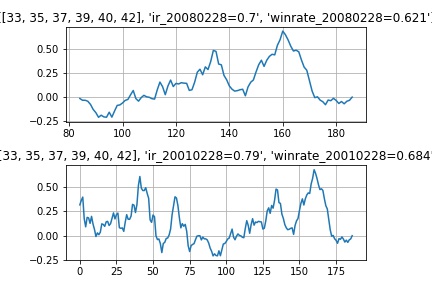 [33, 35, 37, 39, 40, 42], 'ir_20080228=0.7', 'winrate_20080228=0.621']
0.50
0.25
0.00
−0.25
80 100 120 140 160 180
[33, 35, 37, 39, 40, 42], 'ir_20010228=0.79', 'winrate_20010228=0.684'
0.50
0.25
0.00
−0.25
0 25 50 75 100 125 150 175